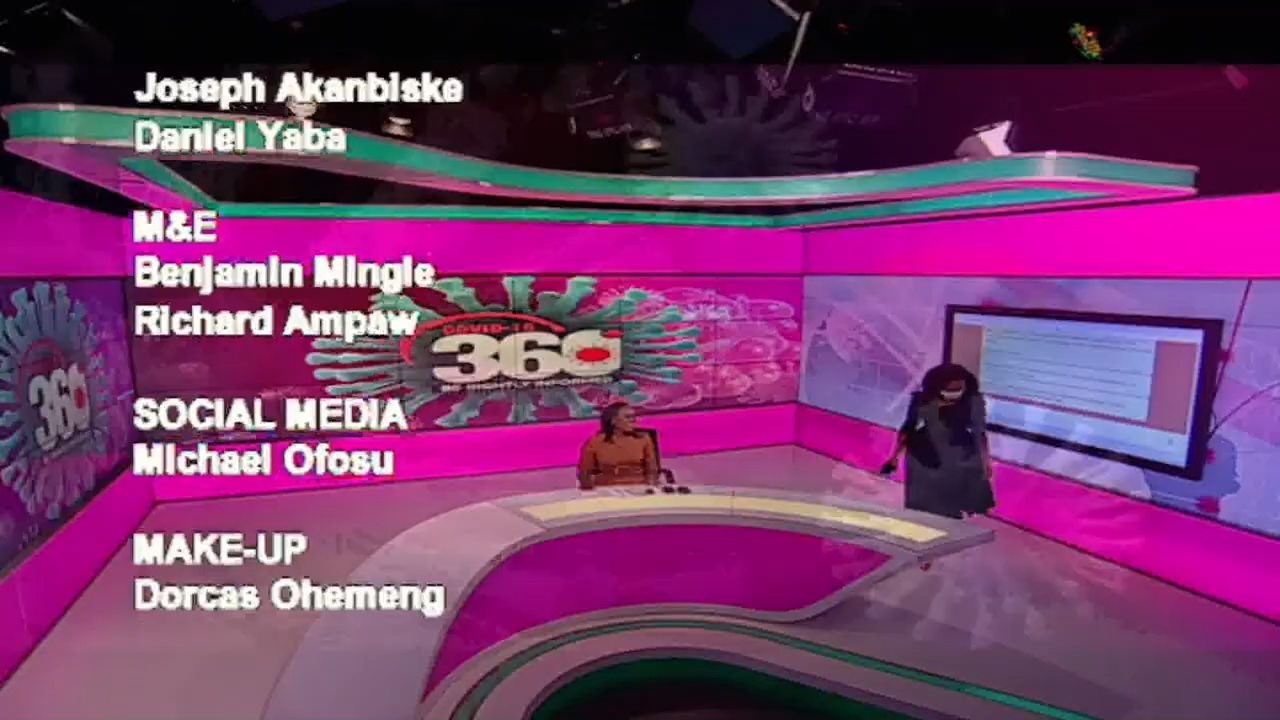 Joseph Akanbiske
Daniel Yaba
M&E
Benjamin Mingle
Richard Ampaw
SOCIAL MEDIA
Michael Ofosu
MAKE-UP
Dorcas Ohemeng
COVID-19
360
360